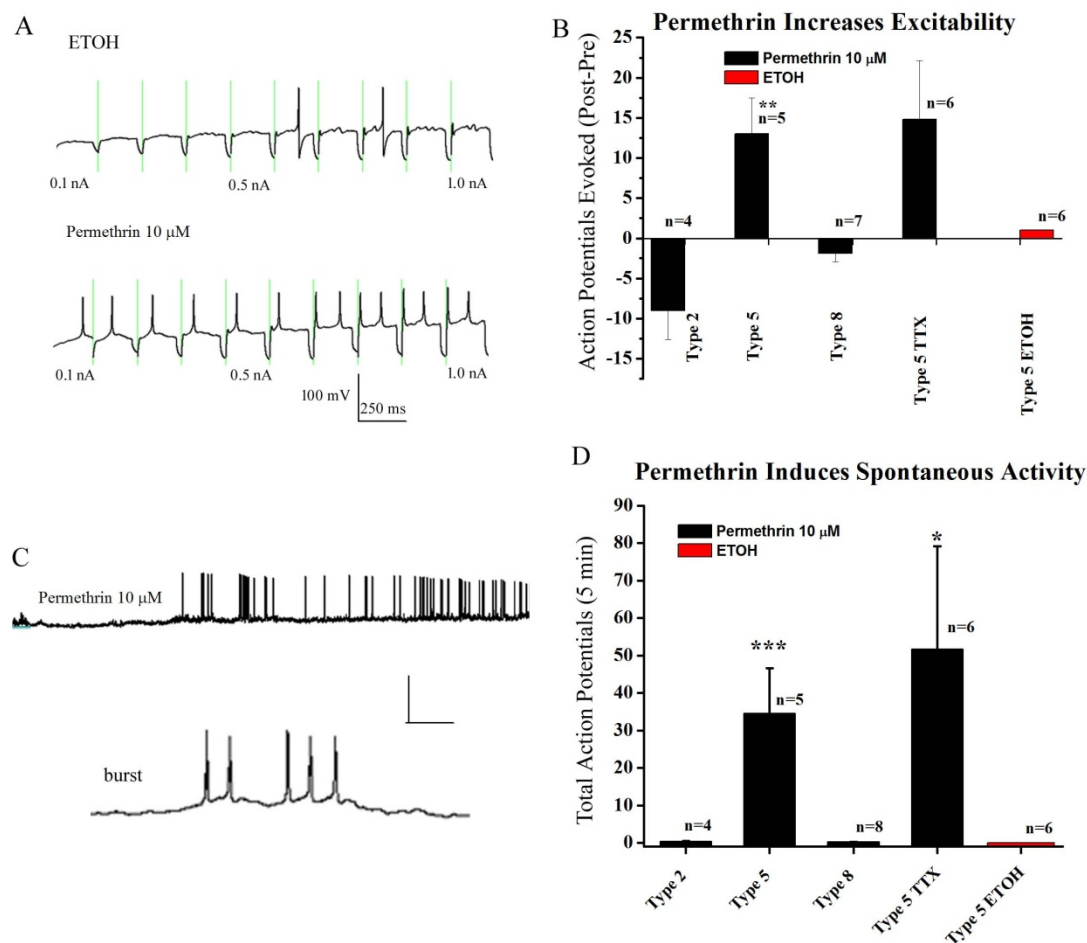 A
ETOH
0.1 nA
0.5 nA
1.0 nA
Permethrin 10 μM
0.1 nA
0.5 nA
1.0 nA
100 mV
250 ms
B
Permethrin Increases Excitability
Action Potentials Evoked (Post-Pre)
25
20
15
10
5
0
-5
-10
-15
Permethrin 10 μM
ETOH
n=4
**
n=5
n=7
n=6
n=6
Type 2
Type 5
Type 8
Type 5 TTX
Type 5 ETOH
C
Permethrin 10 μM
burst
D
Permethrin Induces Spontaneous Activity
Total Action Potentials (5 min)
90
80
70
60
50
40
30
20
10
0
Permethrin 10 μM
ETOH
n=4
***
n=5
n=8
*
n=6
n=6
Type 2
Type 5
Type 8
Type 5 TTX
Type 5 ETOH